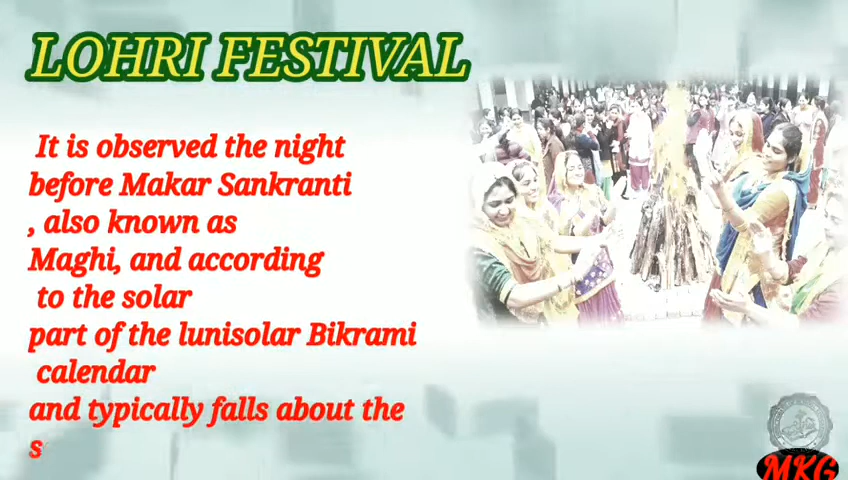 LOHRI FESTIVAL
It is observed the night
before Makar Sankranti
, also known as
Maghi, and according
to the solar
part of the lunisolar Bikrami
calendar
and typically falls about the
s
MKG